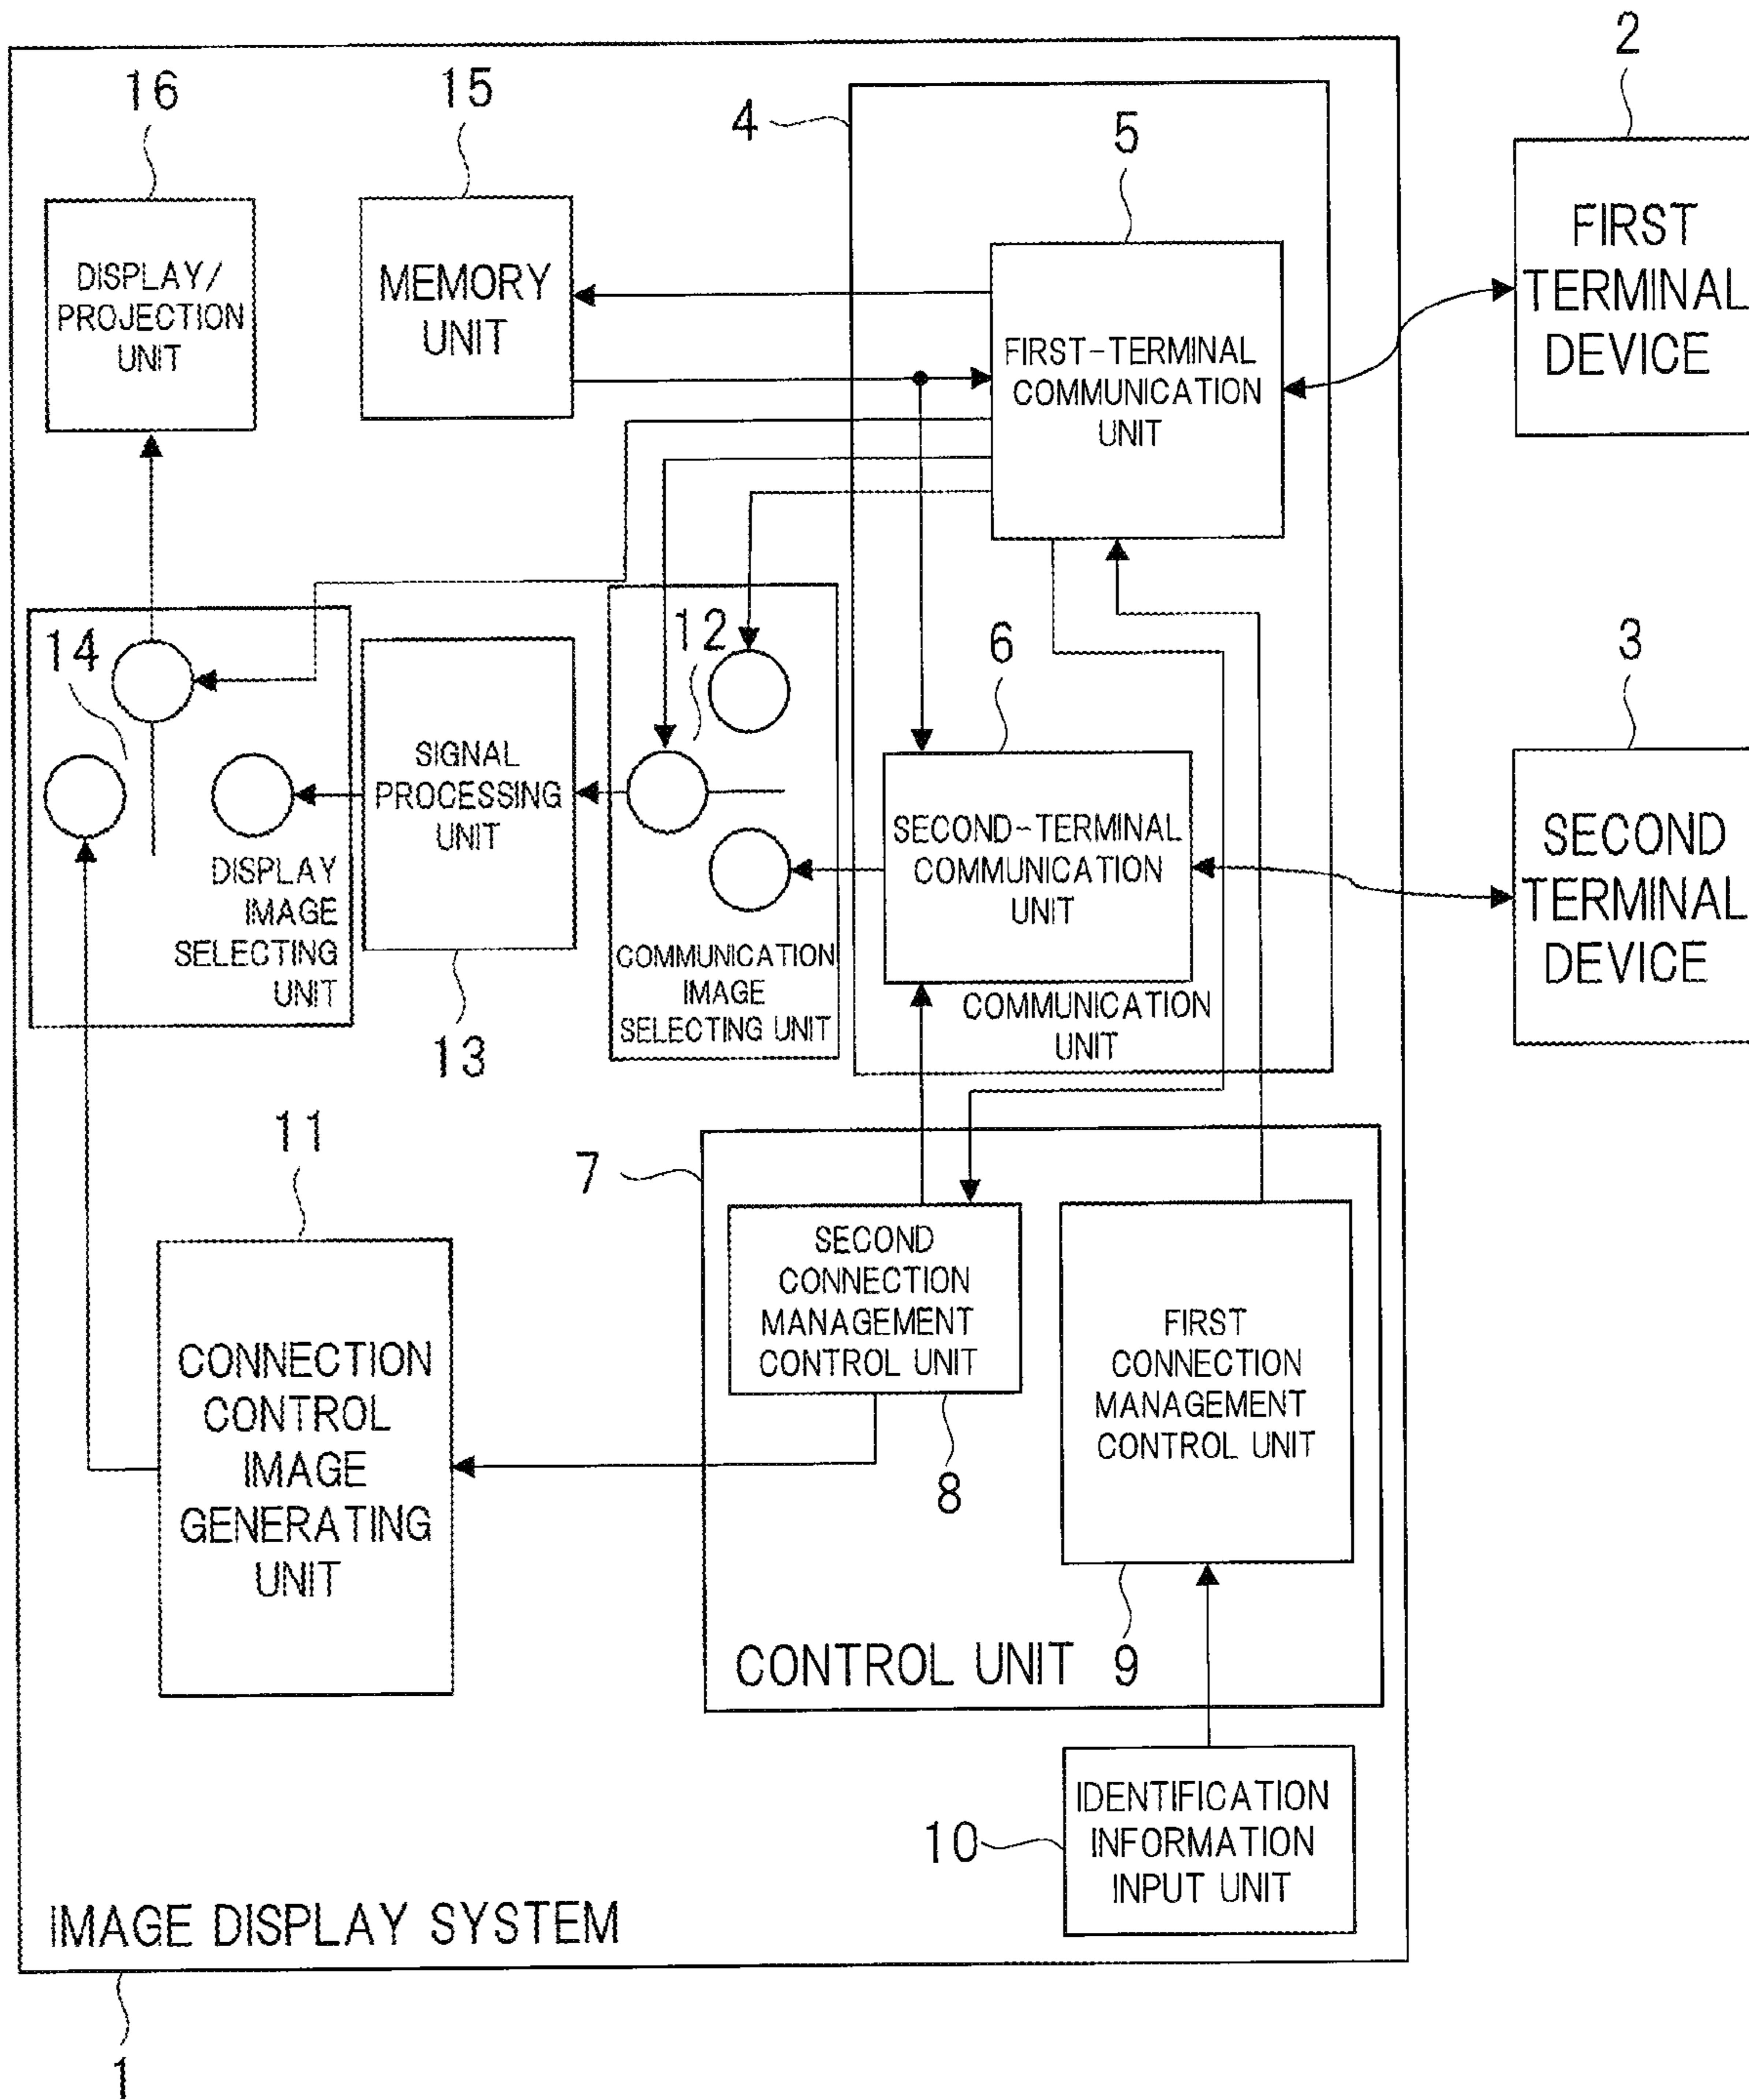 16
15
4
5
2
DISPLAY/
PROJECTION
UNIT
MEMORY
UNIT
FIRST-TERMINAL
COMMUNICATION
UNIT
FIRST
TERMINAL
DEVICE
14
12
6
3
DISPLAY
IMAGE
SELECTING
UNIT
SIGNAL
PROCESSING
UNIT
13
COMMUNICATION
IMAGE
SELECTING UNIT
SECOND-TERMINAL
COMMUNICATION
UNIT
COMMUNICATION
UNIT
SECOND
TERMINAL
DEVICE
11
7
CONNECTION
CONTROL
IMAGE
GENERATING
UNIT
SECOND
CONNECTION
MANAGEMENT
CONTROL UNIT
8
FIRST
CONNECTION
MANAGEMENT
CONTROL UNIT
9
CONTROL UNIT
10
IDENTIFICATION
INFORMATION
INPUT UNIT
IMAGE DISPLAY SYSTEM
1